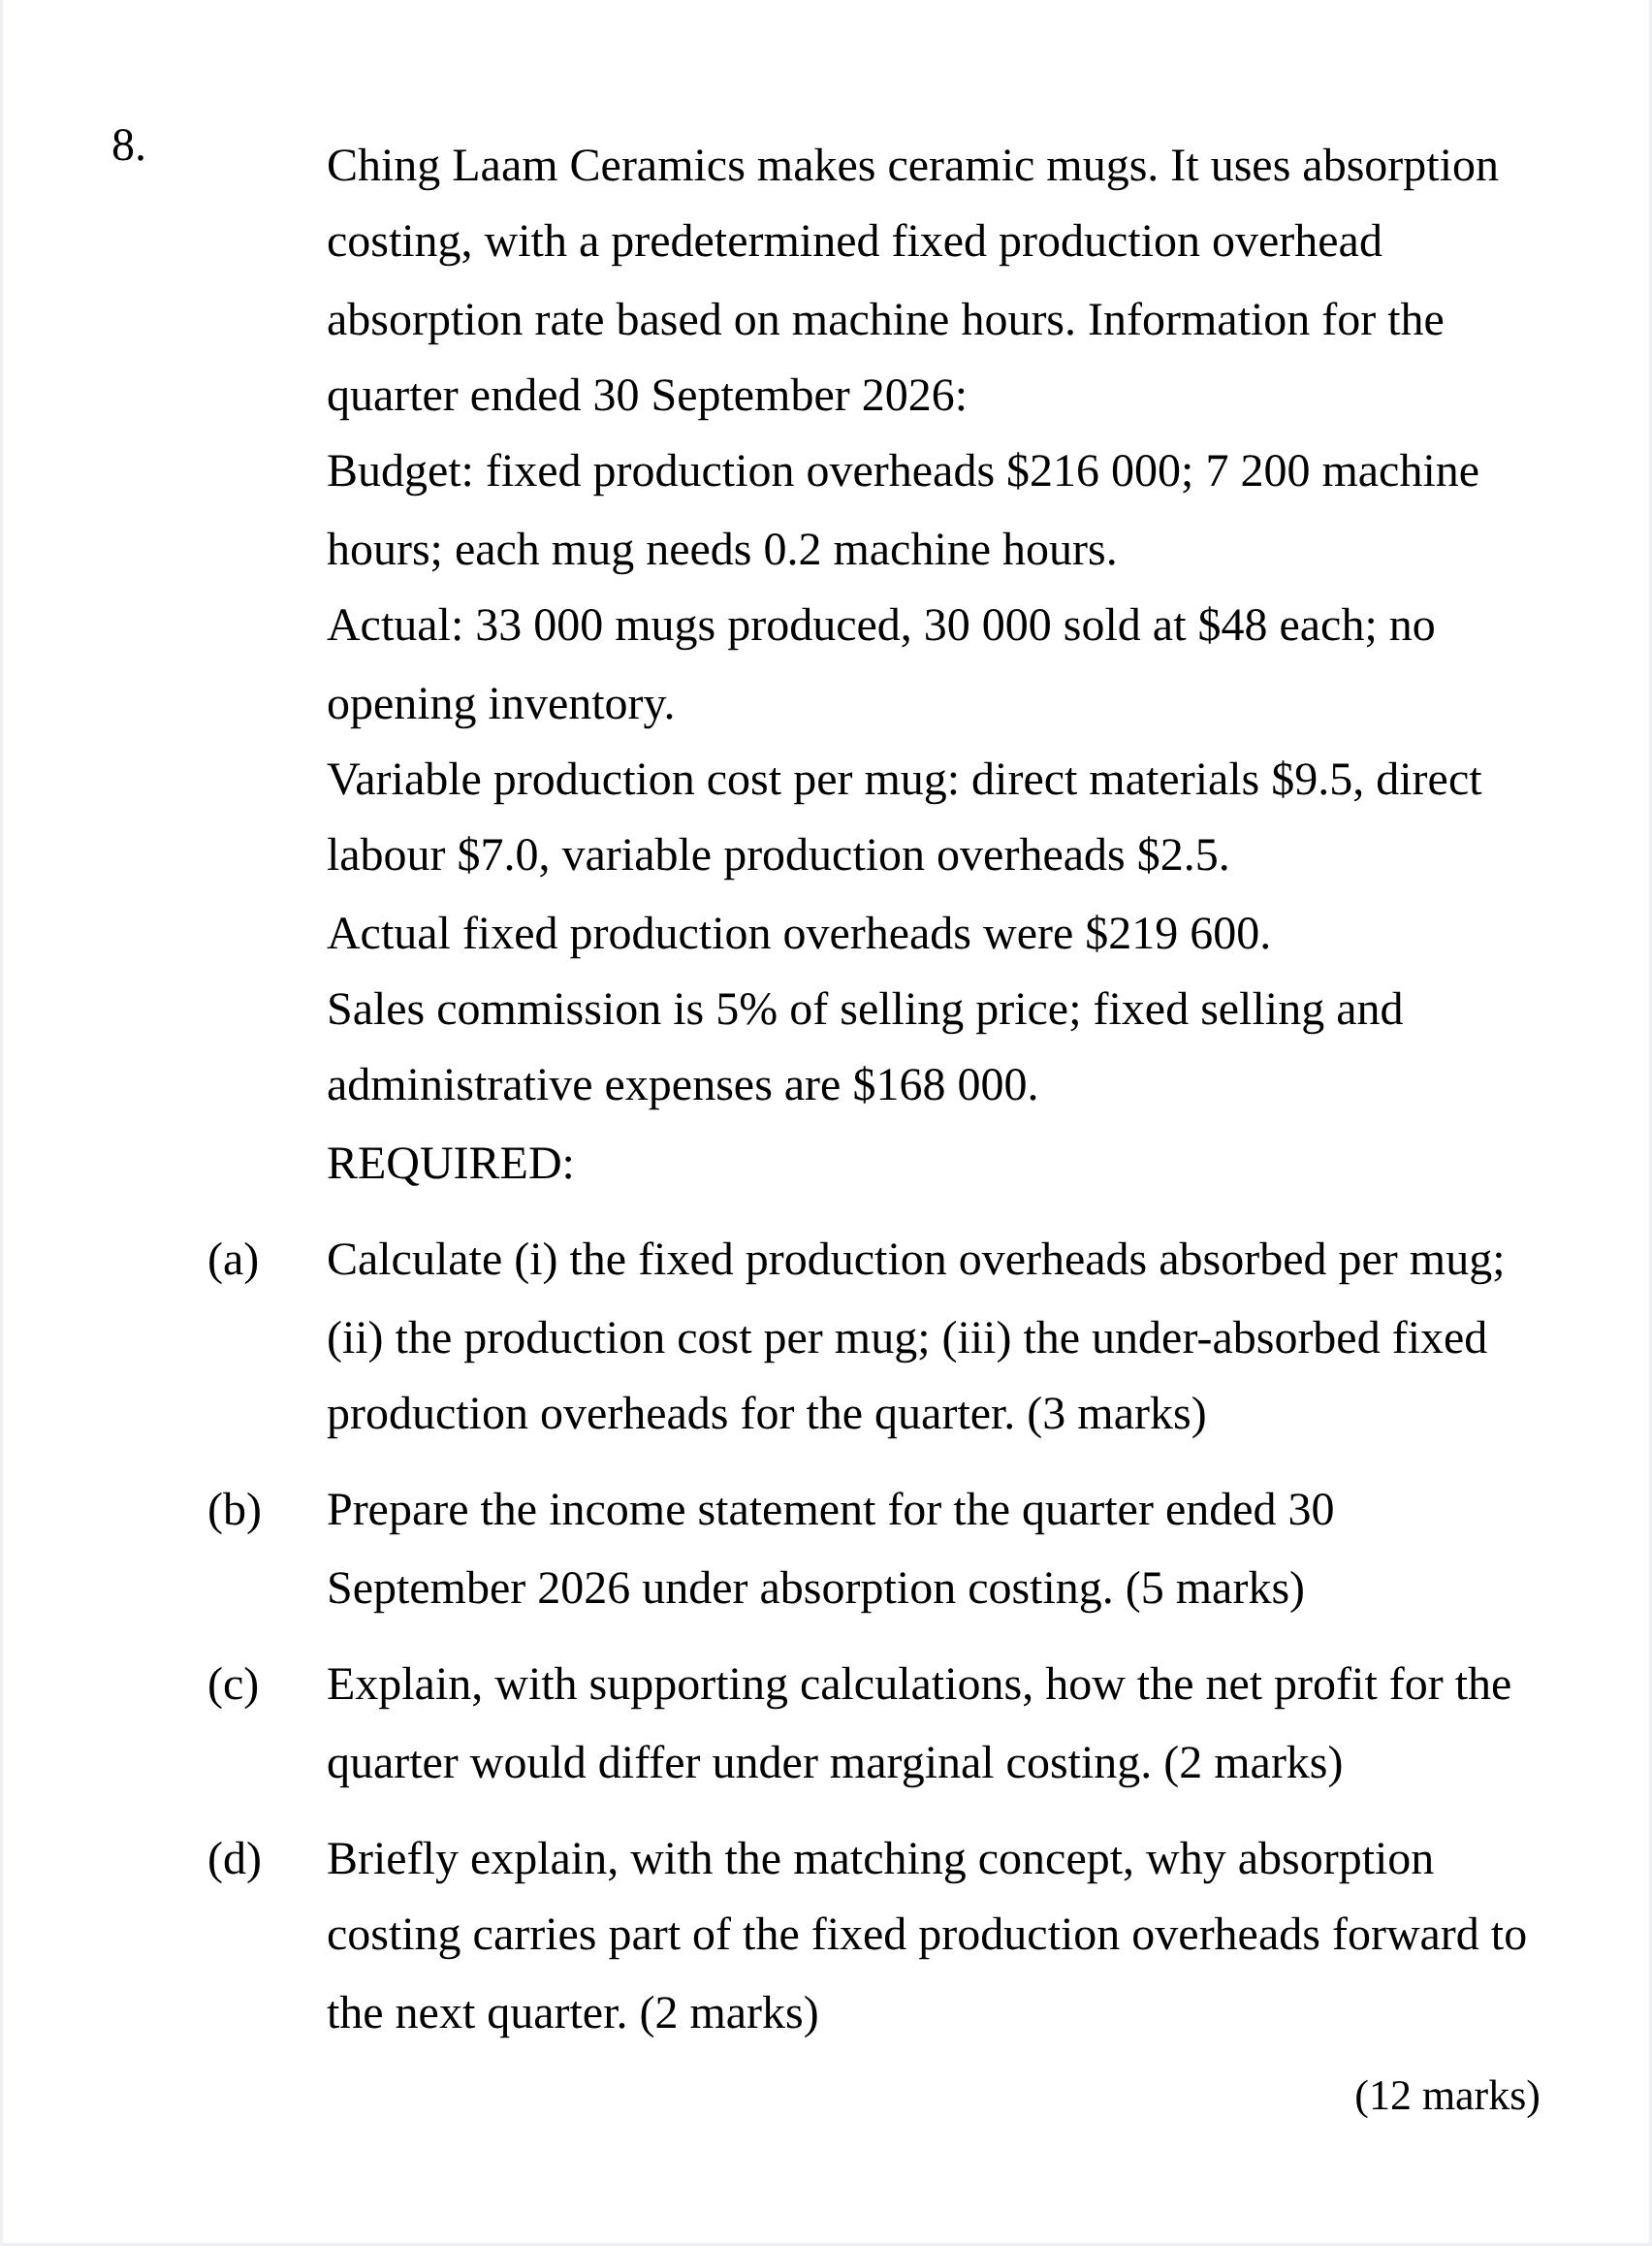 8.
Ching Laam Ceramics makes ceramic mugs. It uses absorption
costing, with a predetermined fixed production overhead
absorption rate based on machine hours. Information for the
quarter ended 30 September 2026:
Budget: fixed production overheads $216 000; 7 200 machine
hours; each mug needs 0.2 machine hours.
Actual: 33 000 mugs produced, 30 000 sold at $48 each; no
opening inventory.
Variable production cost per mug: direct materials $9.5, direct
labour $7.0, variable production overheads $2.5.
Actual fixed production overheads were $219 600.
Sales commission is 5% of selling price; fixed selling and
administrative expenses are $168 000.
REQUIRED:
(a) Calculate (i) the fixed production overheads absorbed per mug;
(ii) the production cost per mug; (iii) the under-absorbed fixed
production overheads for the quarter. (3 marks)
(b) Prepare the income statement for the quarter ended 30
September 2026 under absorption costing. (5 marks)
(c) Explain, with supporting calculations, how the net profit for the
quarter would differ under marginal costing. (2 marks)
(d) Briefly explain, with the matching concept, why absorption
costing carries part of the fixed production overheads forward to
the next quarter. (2 marks)
(12 marks)